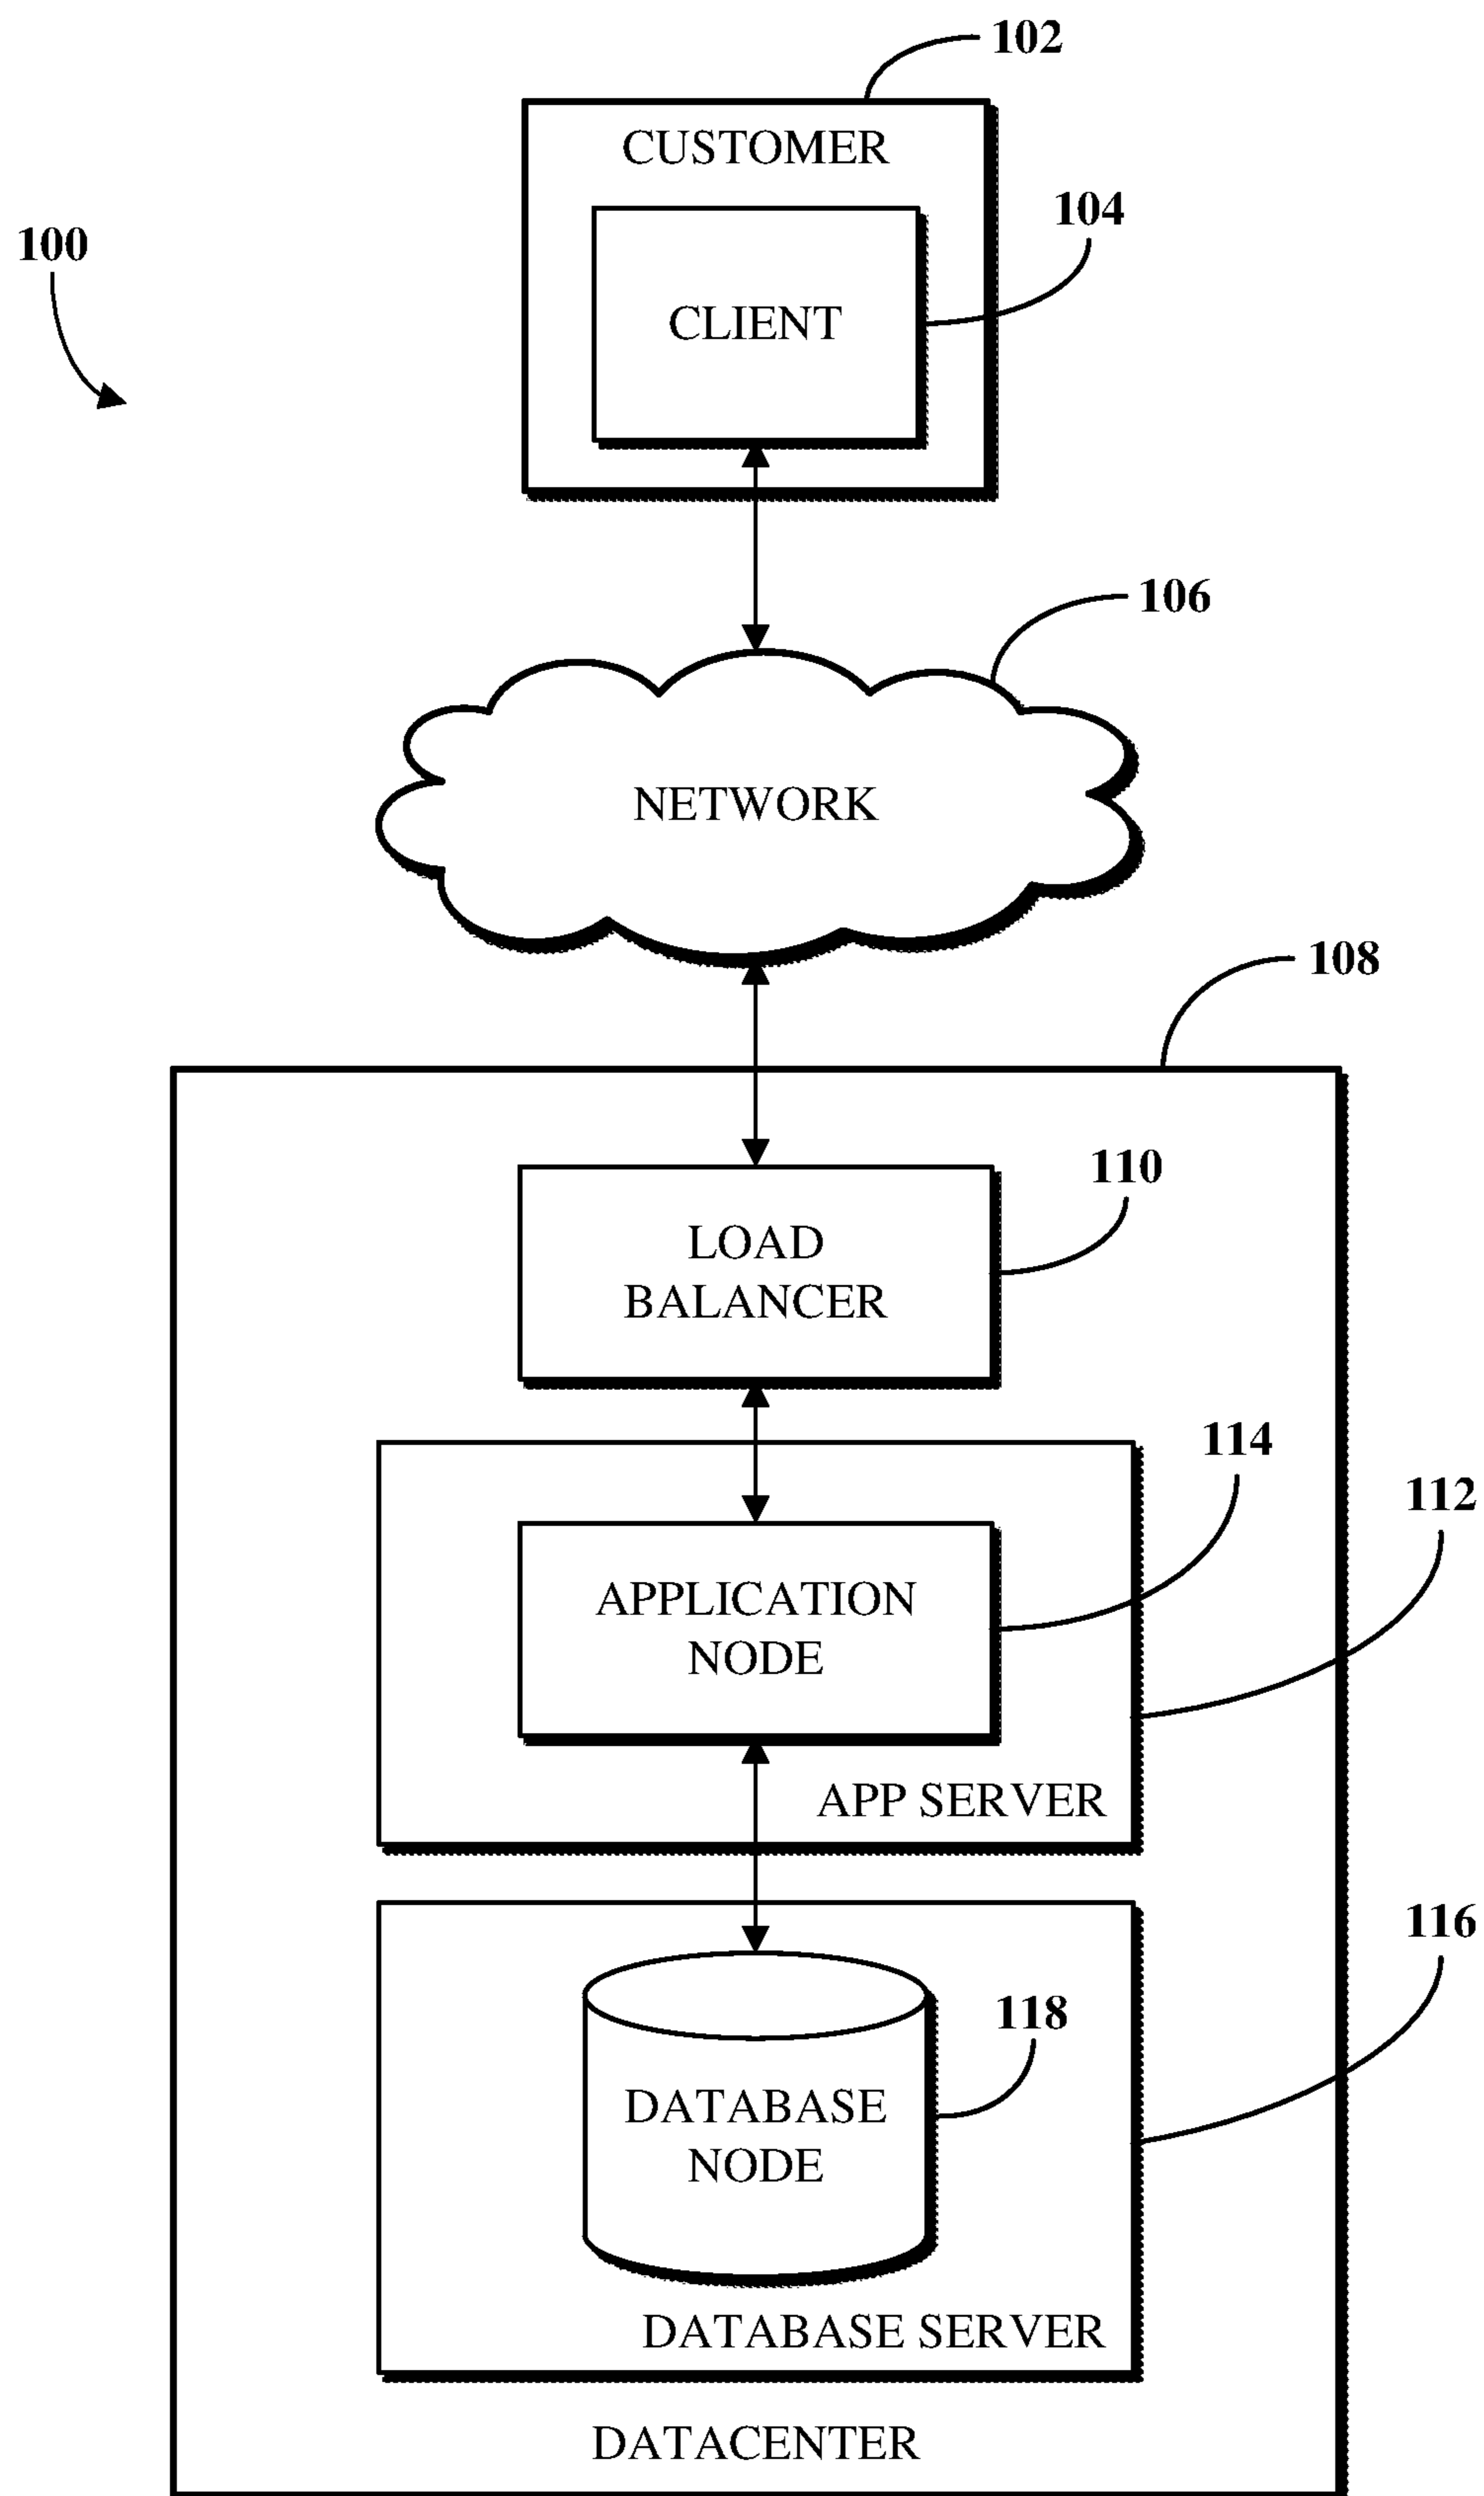 102
CUSTOMER
104
100
CLIENT
106
NETWORK
108
110
LOAD
BALANCER
114
112
APPLICATION
NODE
APP SERVER
116
118
DATABASE
NODE
DATABASE SERVER
DATACENTER